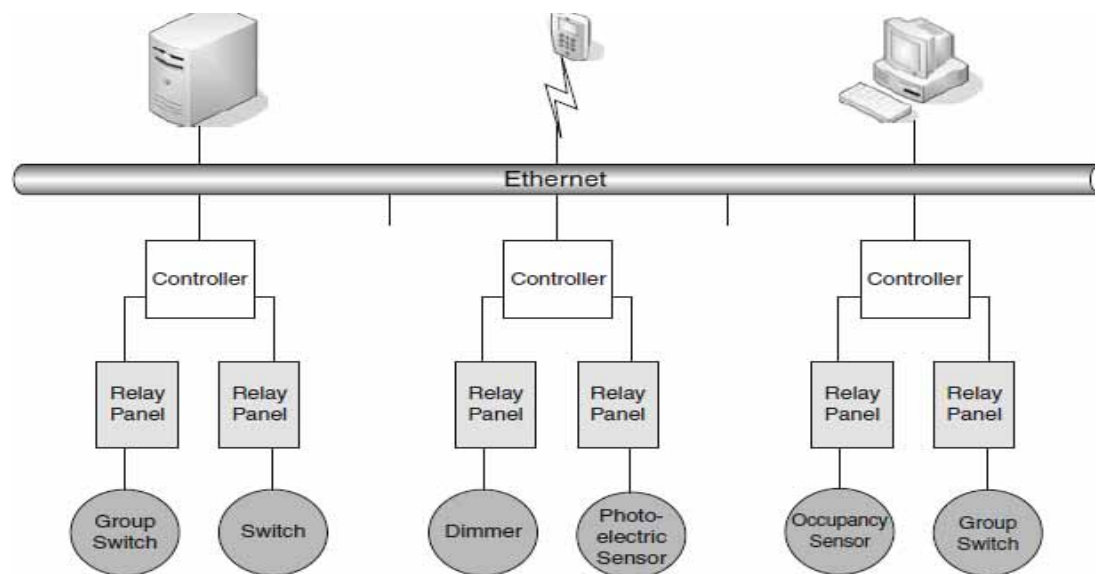 Ethernet
Controller
Controller
Controller
Relay
Panel
Relay
Panel
Relay
Panel
Relay
Panel
Relay
Panel
Relay
Panel
Group
Switch
Switch
Dimmer
Photo-
electric
Sensor
Occupancy
Sensor
Group
Switch